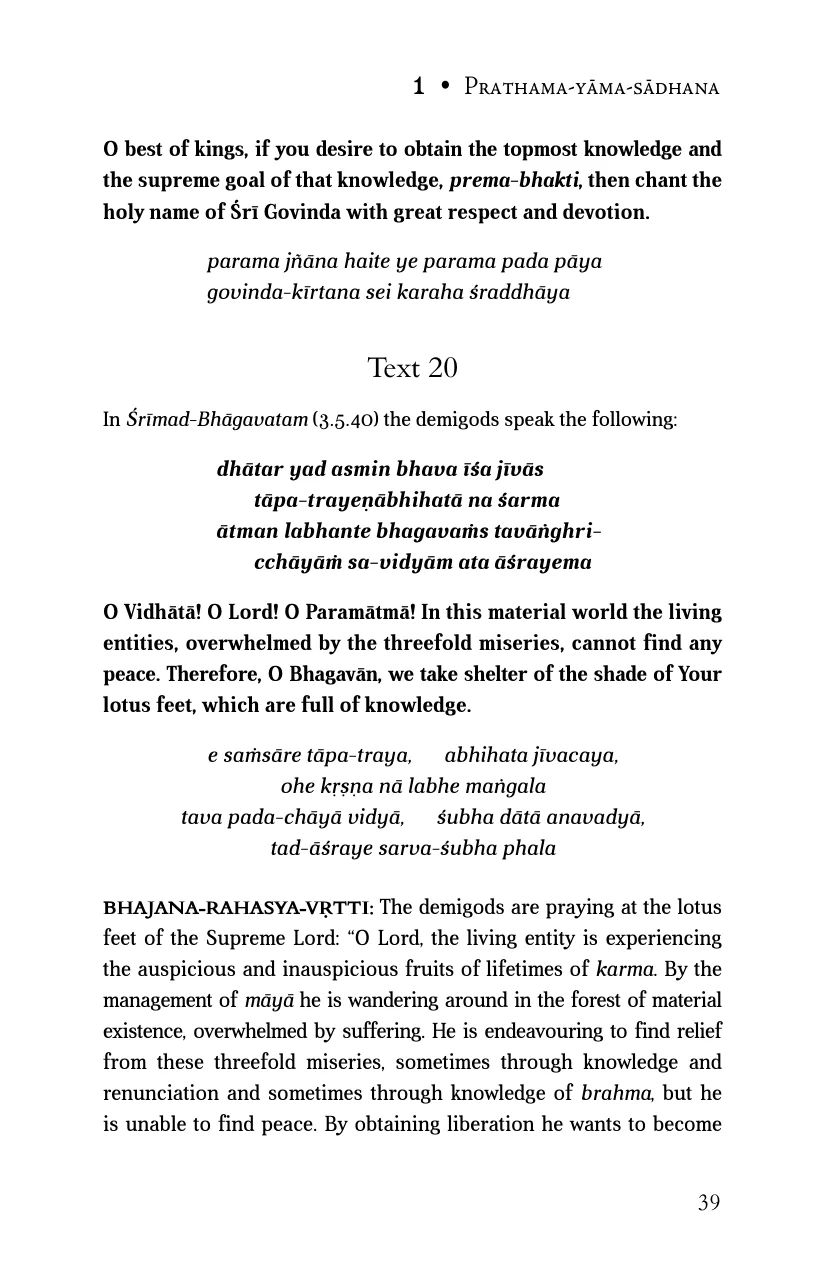 1 • Prathama-yāma-sādhana
O best of kings, if you desire to obtain the topmost knowledge and
the supreme goal of that knowledge, prema-bhakti, then chant the
holy name of Śrī Govinda with great respect and devotion.
parama jñāna haite ye parama pada pāya
govinda-kīrtana sei karaha śraddhāya
Text 20
In Śrīmad-Bhāgavatam (3.5.40) the demigods speak the following:
dhātar yad asmin bhava īśa jīvās
tāpa-trayeṇābhihatā na śarma
ātman labhante bhagavaṁs tavāṅghri-
cchāyāṁ sa-vidyām ata āśrayema
O Vidhātā! O Lord! O Paramātmā! In this material world the living
entities, overwhelmed by the threefold miseries, cannot find any
peace. Therefore, O Bhagavān, we take shelter of the shade of Your
lotus feet, which are full of knowledge.
e saṁsāre tāpa-traya, abhihata jīvacaya,
ohe kṛṣṇa nā labhe maṅgala
tava pada-chāyā vidyā, śubha dātā anavadyā,
tad-āśraye sarva-śubha phala
BHAJANA-RAHASYA-VṚTTI: The demigods are praying at the lotus
feet of the Supreme Lord: “O Lord, the living entity is experiencing
the auspicious and inauspicious fruits of lifetimes of karma. By the
management of māyā he is wandering around in the forest of material
existence, overwhelmed by suffering. He is endeavouring to find relief
from these threefold miseries, sometimes through knowledge and
renunciation and sometimes through knowledge of brahma, but he
is unable to find peace. By obtaining liberation he wants to become
39